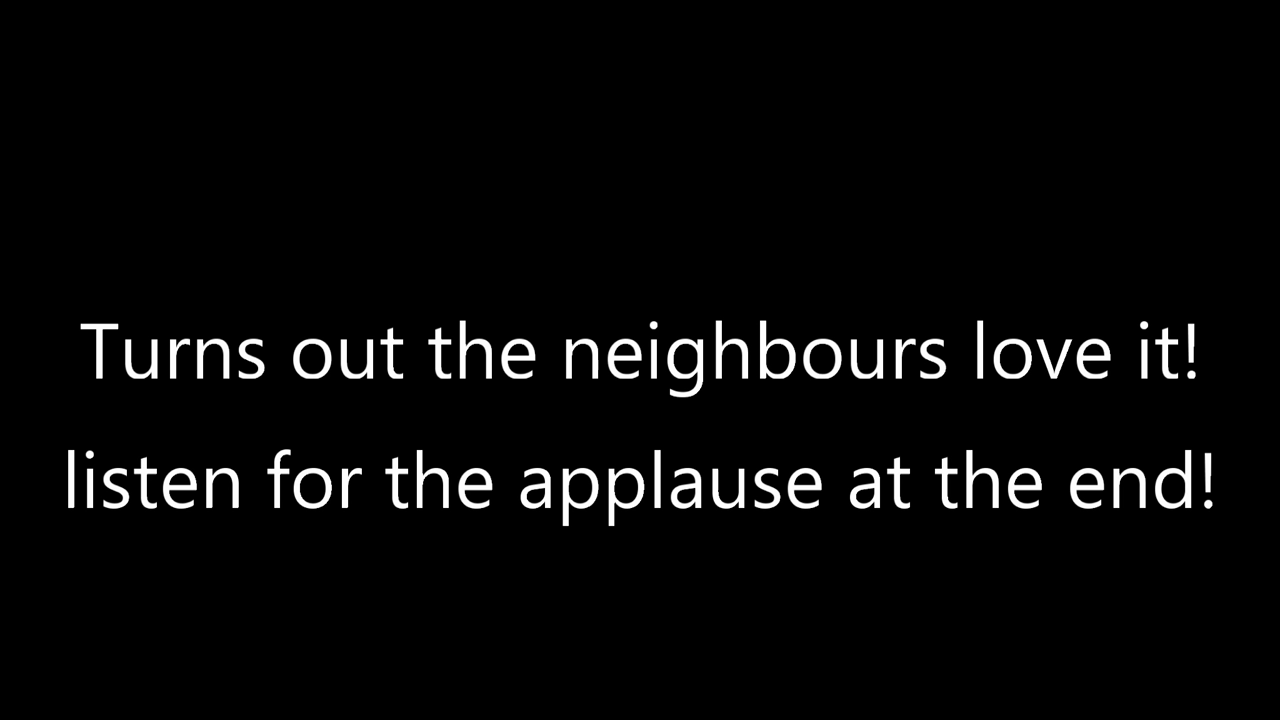 Turns out the neighbours love it!
listen for the applause at the end!